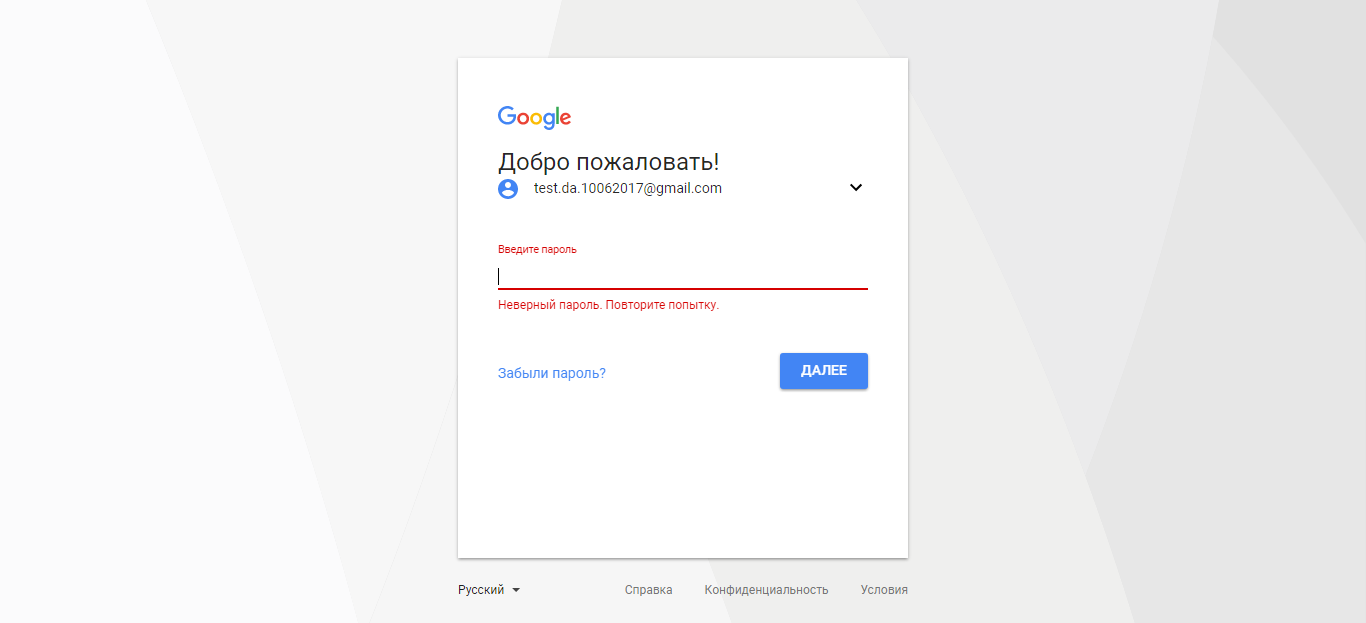 Google
Добро пожаловать!
test.da.10062017@gmail.com
Введите пароль
Неверный пароль. Повторите попытку.
Забыли пароль? ДАЛЕЕ
Русский Справка Конфиденциальность Условия